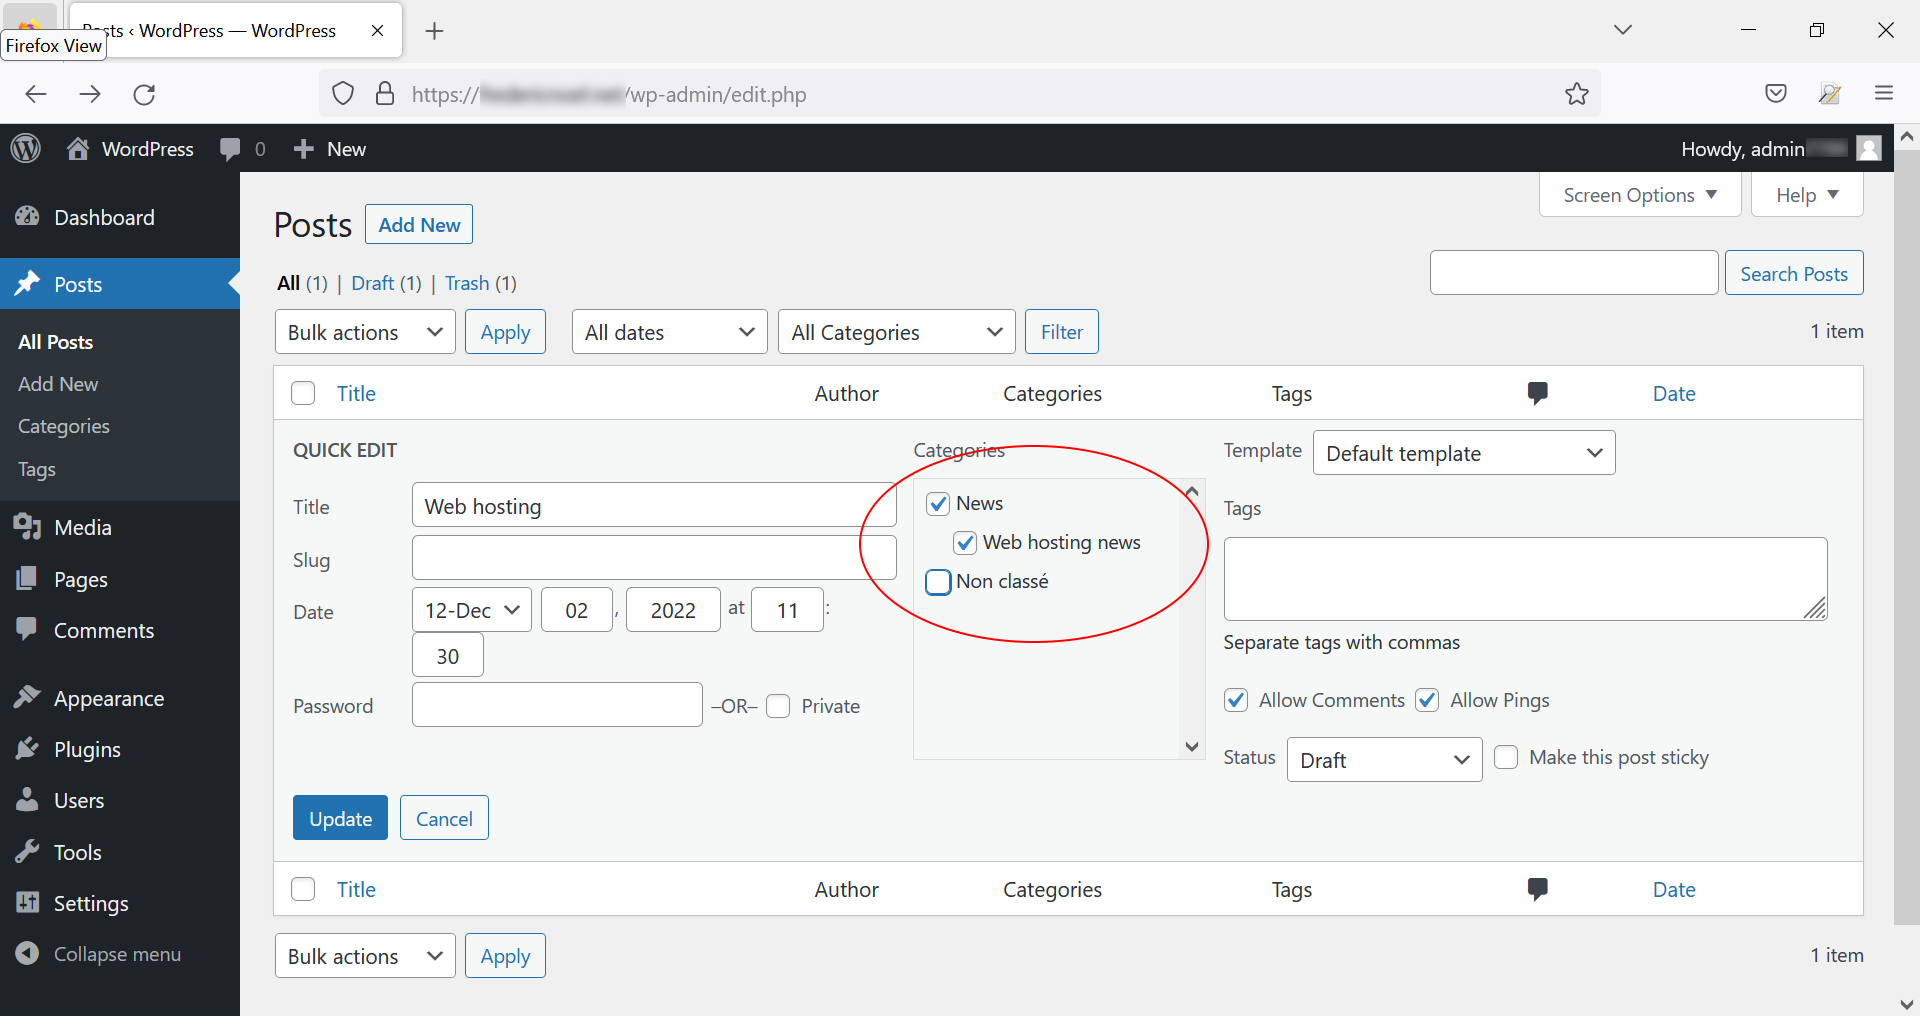 Posts ‹ WordPress — WordPress
Firefox View
https:// /wp-admin/edit.php
WordPress 0 New
Howdy, admin
Dashboard
Posts
All Posts
Add New
Categories
Tags
Media
Pages
Comments
Appearance
Plugins
Users
Tools
Settings
Collapse menu
Screen Options Help
Posts Add New
All (1) | Draft (1) | Trash (1)
Search Posts
Bulk actions Apply All dates All Categories Filter 1 item
Title Author Categories Tags Date
QUICK EDIT
Title Web hosting
Slug
Date 12-Dec 02 , 2022 at 11 :
30
Password –OR– Private
Categories
News
Web hosting news
Non classé
Template Default template
Tags
Separate tags with commas
Allow Comments Allow Pings
Status Draft Make this post sticky
Update Cancel
Title Author Categories Tags Date
Bulk actions Apply 1 item